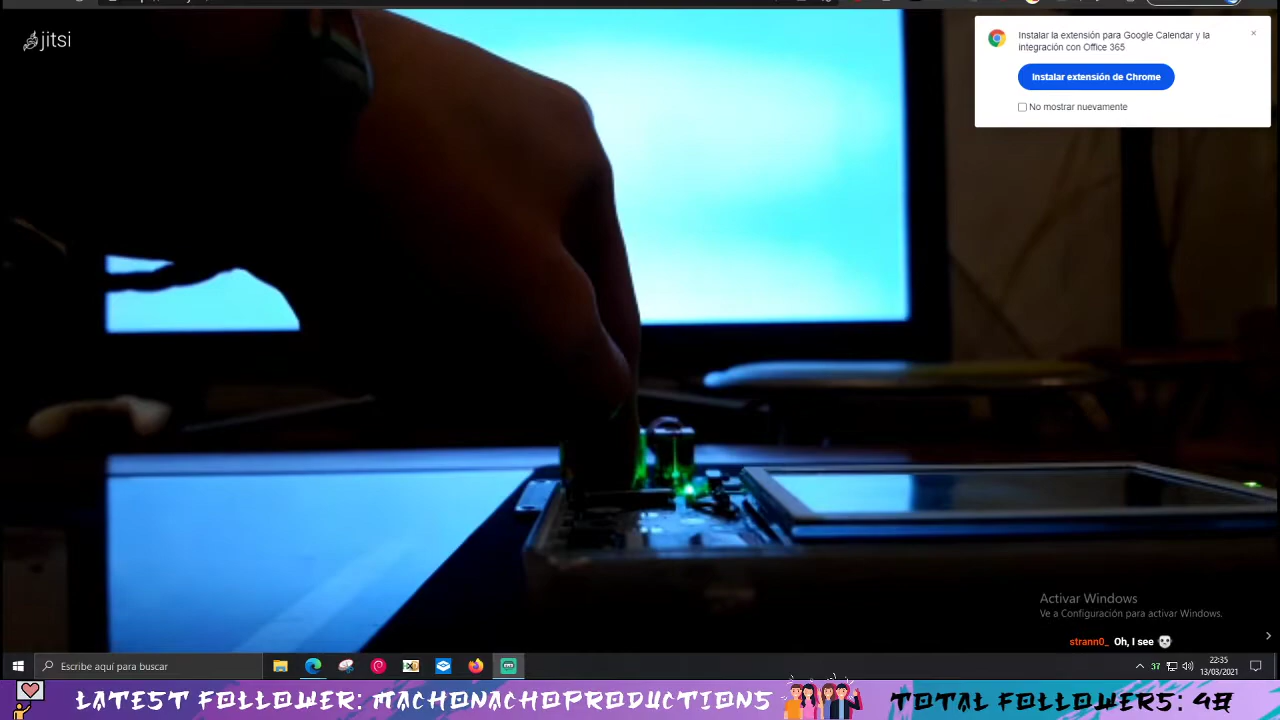 jitsi
Instalar la extensión para Google Calendar y la
integración con Office 365
Instalar extensión de Chrome
No mostrar nuevamente
Activar Windows
Ve a Configuración para activar Windows.
strann0_ Oh, I see
Escribe aquí para buscar
37
22:35
13/03/2021
LATEST FOLLOWER: MACHONACHOPRODUCTIONS
TOTAL FOLLOWERS: 48